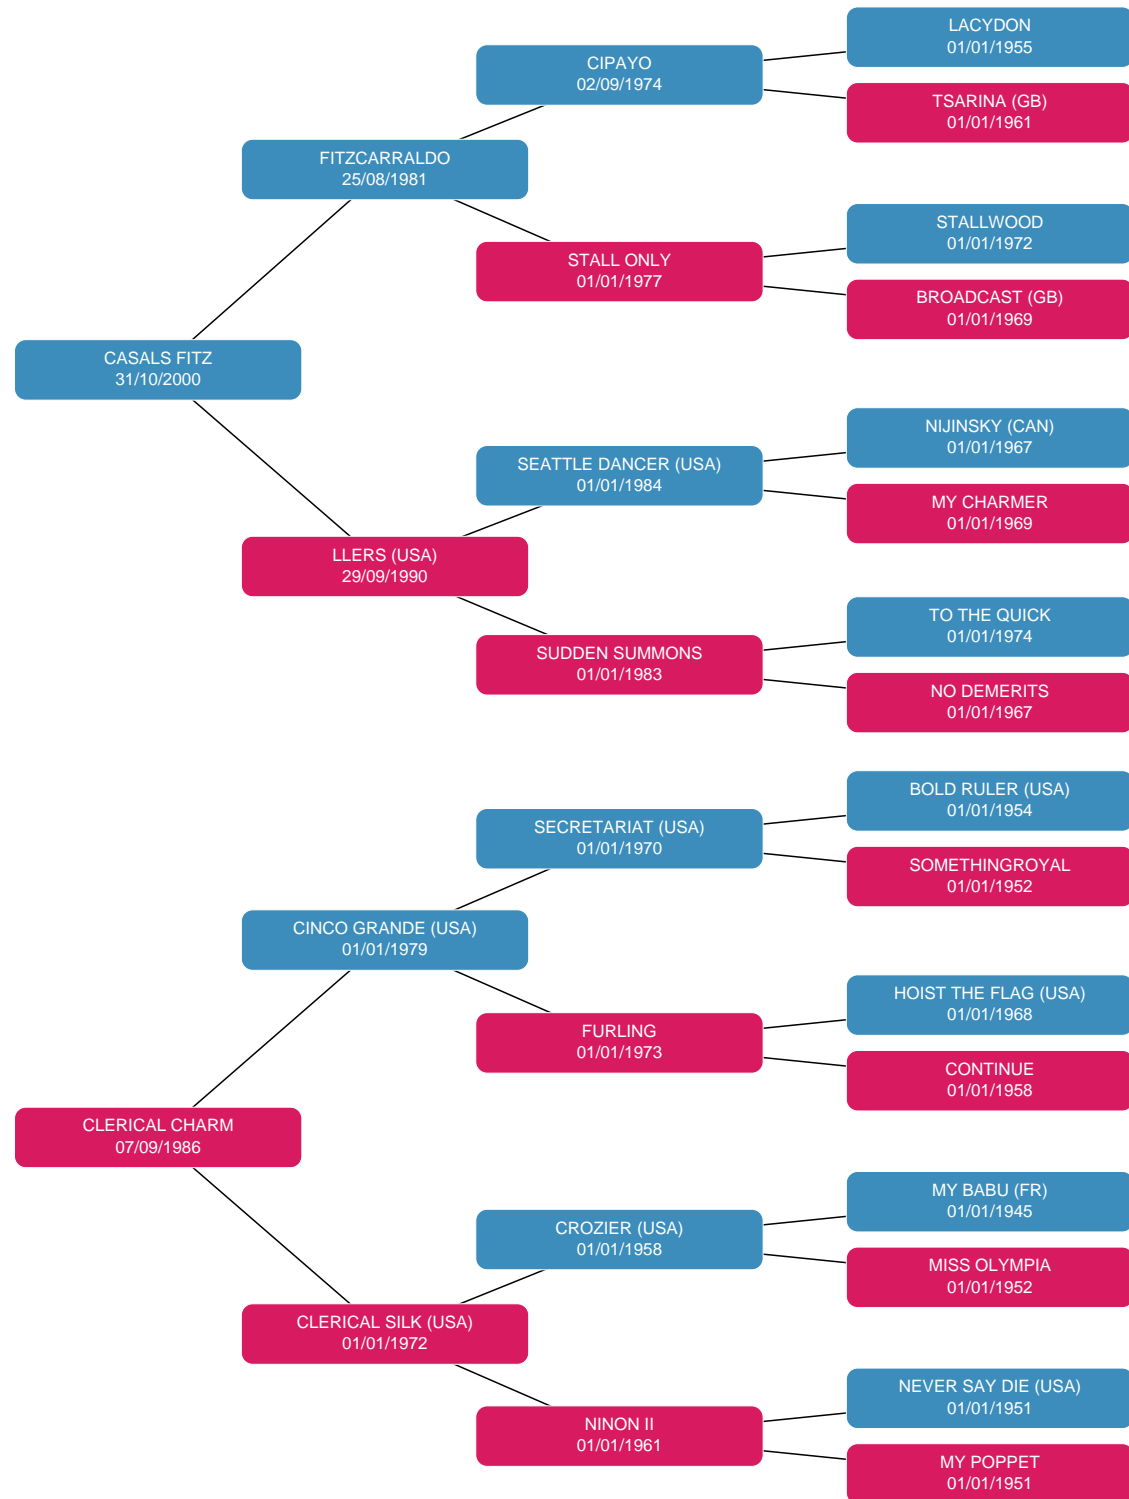 LACYDON
01/01/1955
CIPAYO
02/09/1974
TSARINA (GB)
01/01/1961
FITZCARRALDO
25/08/1981
STALLWOOD
01/01/1972
STALL ONLY
01/01/1977
BROADCAST (GB)
01/01/1969
CASALS FITZ
31/10/2000
NIJINSKY (CAN)
01/01/1967
SEATTLE DANCER (USA)
01/01/1984
MY CHARMER
01/01/1969
LLERS (USA)
29/09/1990
TO THE QUICK
01/01/1974
SUDDEN SUMMONS
01/01/1983
NO DEMERITS
01/01/1967
BOLD RULER (USA)
01/01/1954
SECRETARIAT (USA)
01/01/1970
SOMETHINGROYAL
01/01/1952
CINCO GRANDE (USA)
01/01/1979
HOIST THE FLAG (USA)
01/01/1968
FURLING
01/01/1973
CONTINUE
01/01/1958
CLERICAL CHARM
07/09/1986
MY BABU (FR)
01/01/1945
CROZIER (USA)
01/01/1958
MISS OLYMPIA
01/01/1952
CLERICAL SILK (USA)
01/01/1972
NEVER SAY DIE (USA)
01/01/1951
NINON II
01/01/1961
MY POPPET
01/01/1951